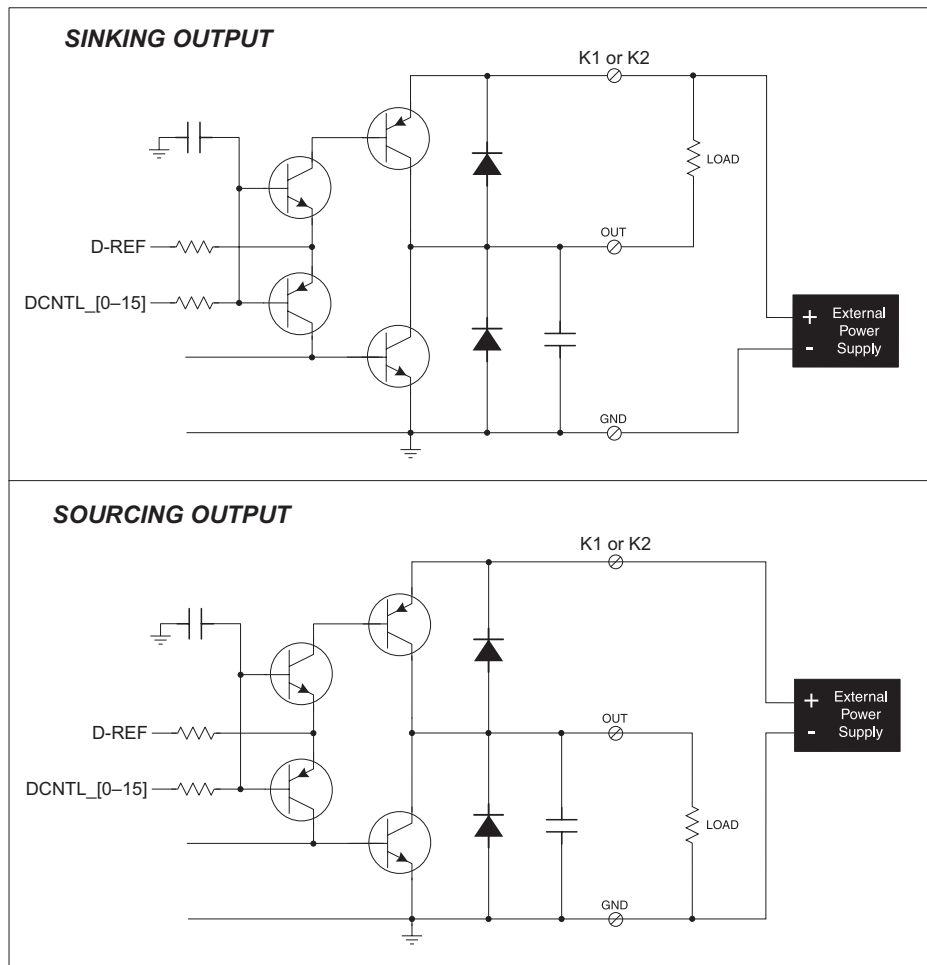 SINKING OUTPUT
K1 or K2
LOAD
D-REF
OUT
DCNTL_[0–15]
+ External
Power
- Supply
GND
SOURCING OUTPUT
K1 or K2
+ External
Power
- Supply
D-REF
OUT
DCNTL_[0–15]
LOAD
GND